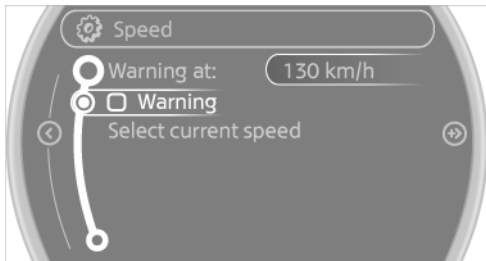 Speed
Warning at: 130 km/h
Warning
Select current speed